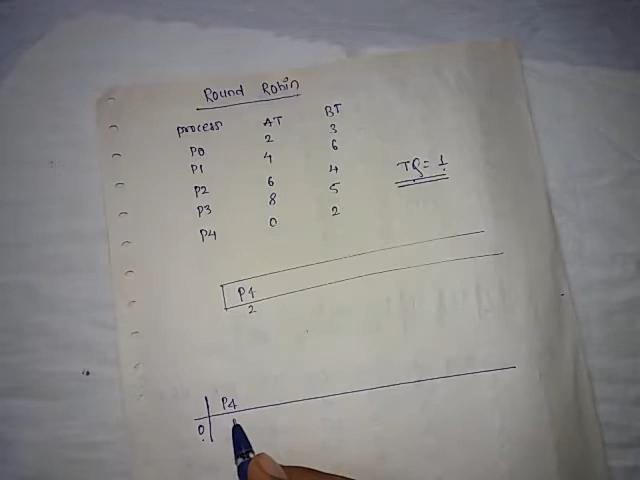 Round Robin
process AT BT
P0 2 3
P1 4 6
P2 6 4
P3 8 5
P4 0 2
TQ = 1
P4
2
P4
0